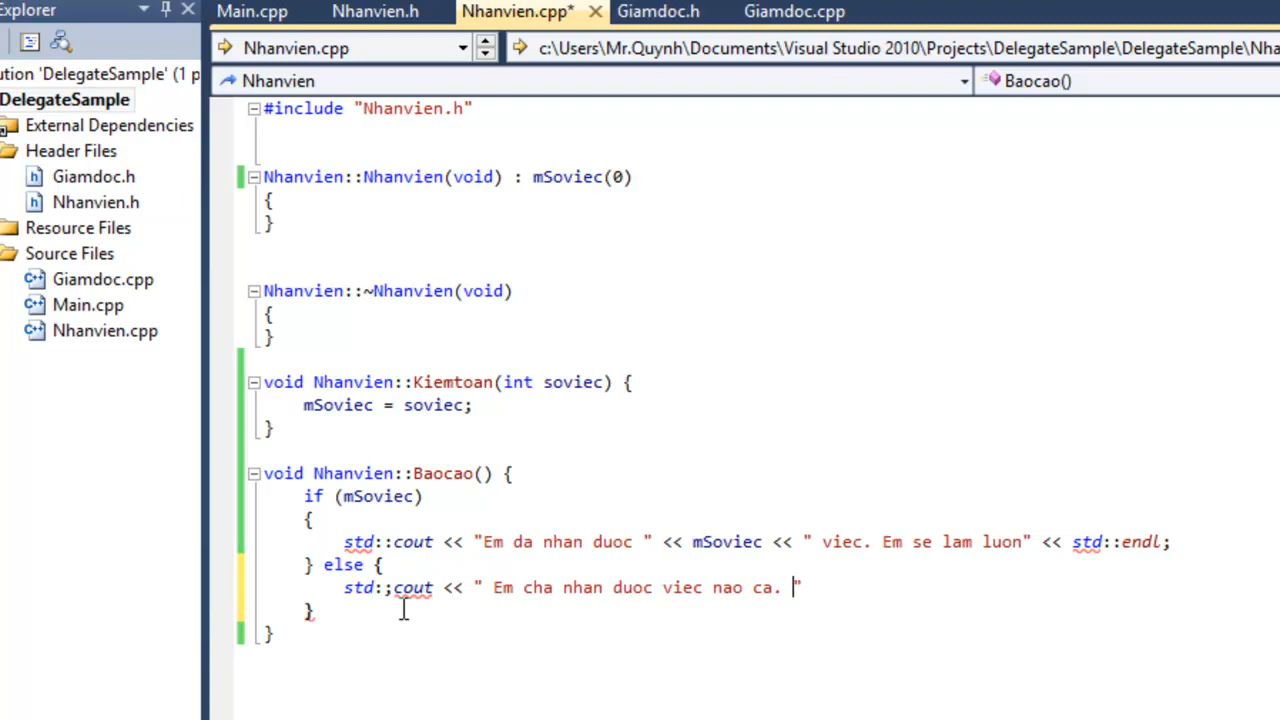 Explorer
Main.cpp
Nhanvien.h
Nhanvien.cpp*
Giamdoc.h
Giamdoc.cpp
Nhanvien.cpp
c:\Users\Mr.Quynh\Documents\Visual Studio 2010\Projects\DelegateSample\DelegateSample\Nha
ution 'DelegateSample' (1 p
Nhanvien
Baocao()
DelegateSample
External Dependencies
Header Files
Giamdoc.h
Nhanvien.h
Resource Files
Source Files
Giamdoc.cpp
Main.cpp
Nhanvien.cpp
#include "Nhanvien.h"
Nhanvien::Nhanvien(void) : mSoviec(0)
{
}
Nhanvien::~Nhanvien(void)
{
}
void Nhanvien::Kiemtoan(int soviec) {
mSoviec = soviec;
}
void Nhanvien::Baocao() {
if (mSoviec)
{
std::cout << "Em da nhan duoc " << mSoviec << " viec. Em se lam luon" << std::endl;
} else {
std:;cout << " Em cha nhan duoc viec nao ca. "
}
}